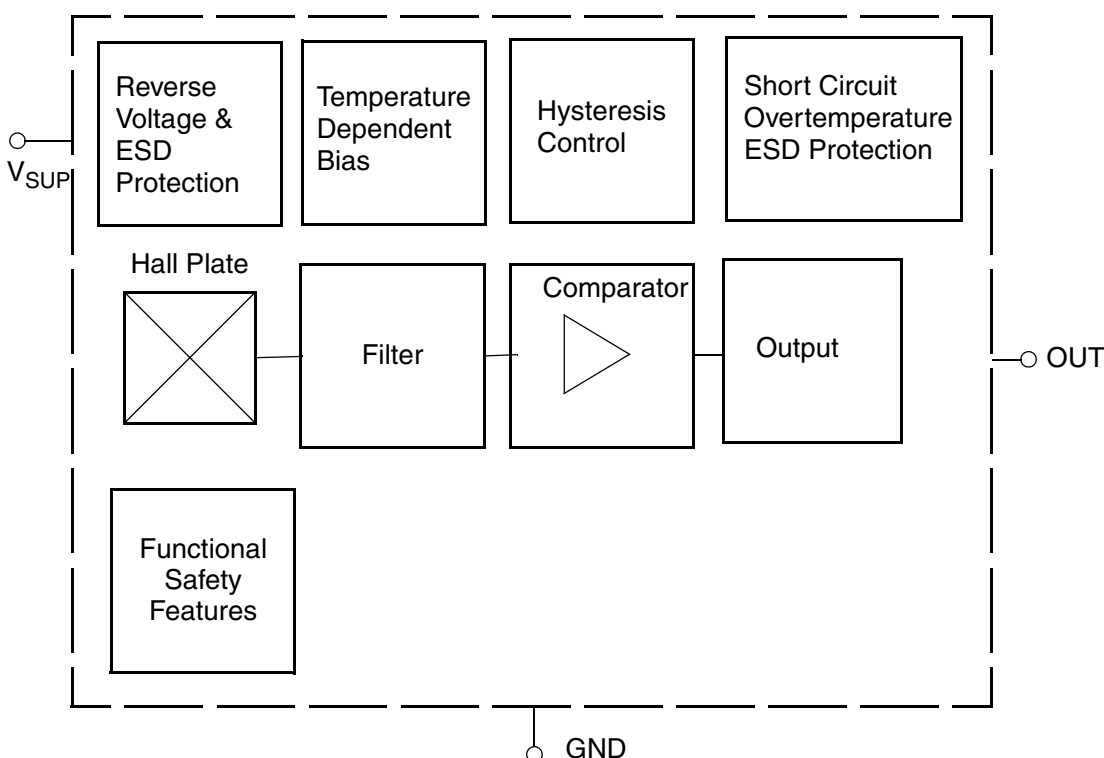 Reverse
Voltage &
ESD
Protection
Temperature
Dependent
Bias
Hysteresis
Control
Short Circuit
Overtemperature
ESD Protection
VSUP
Hall Plate
Filter
Comparator
Output
OUT
Functional
Safety
Features
GND